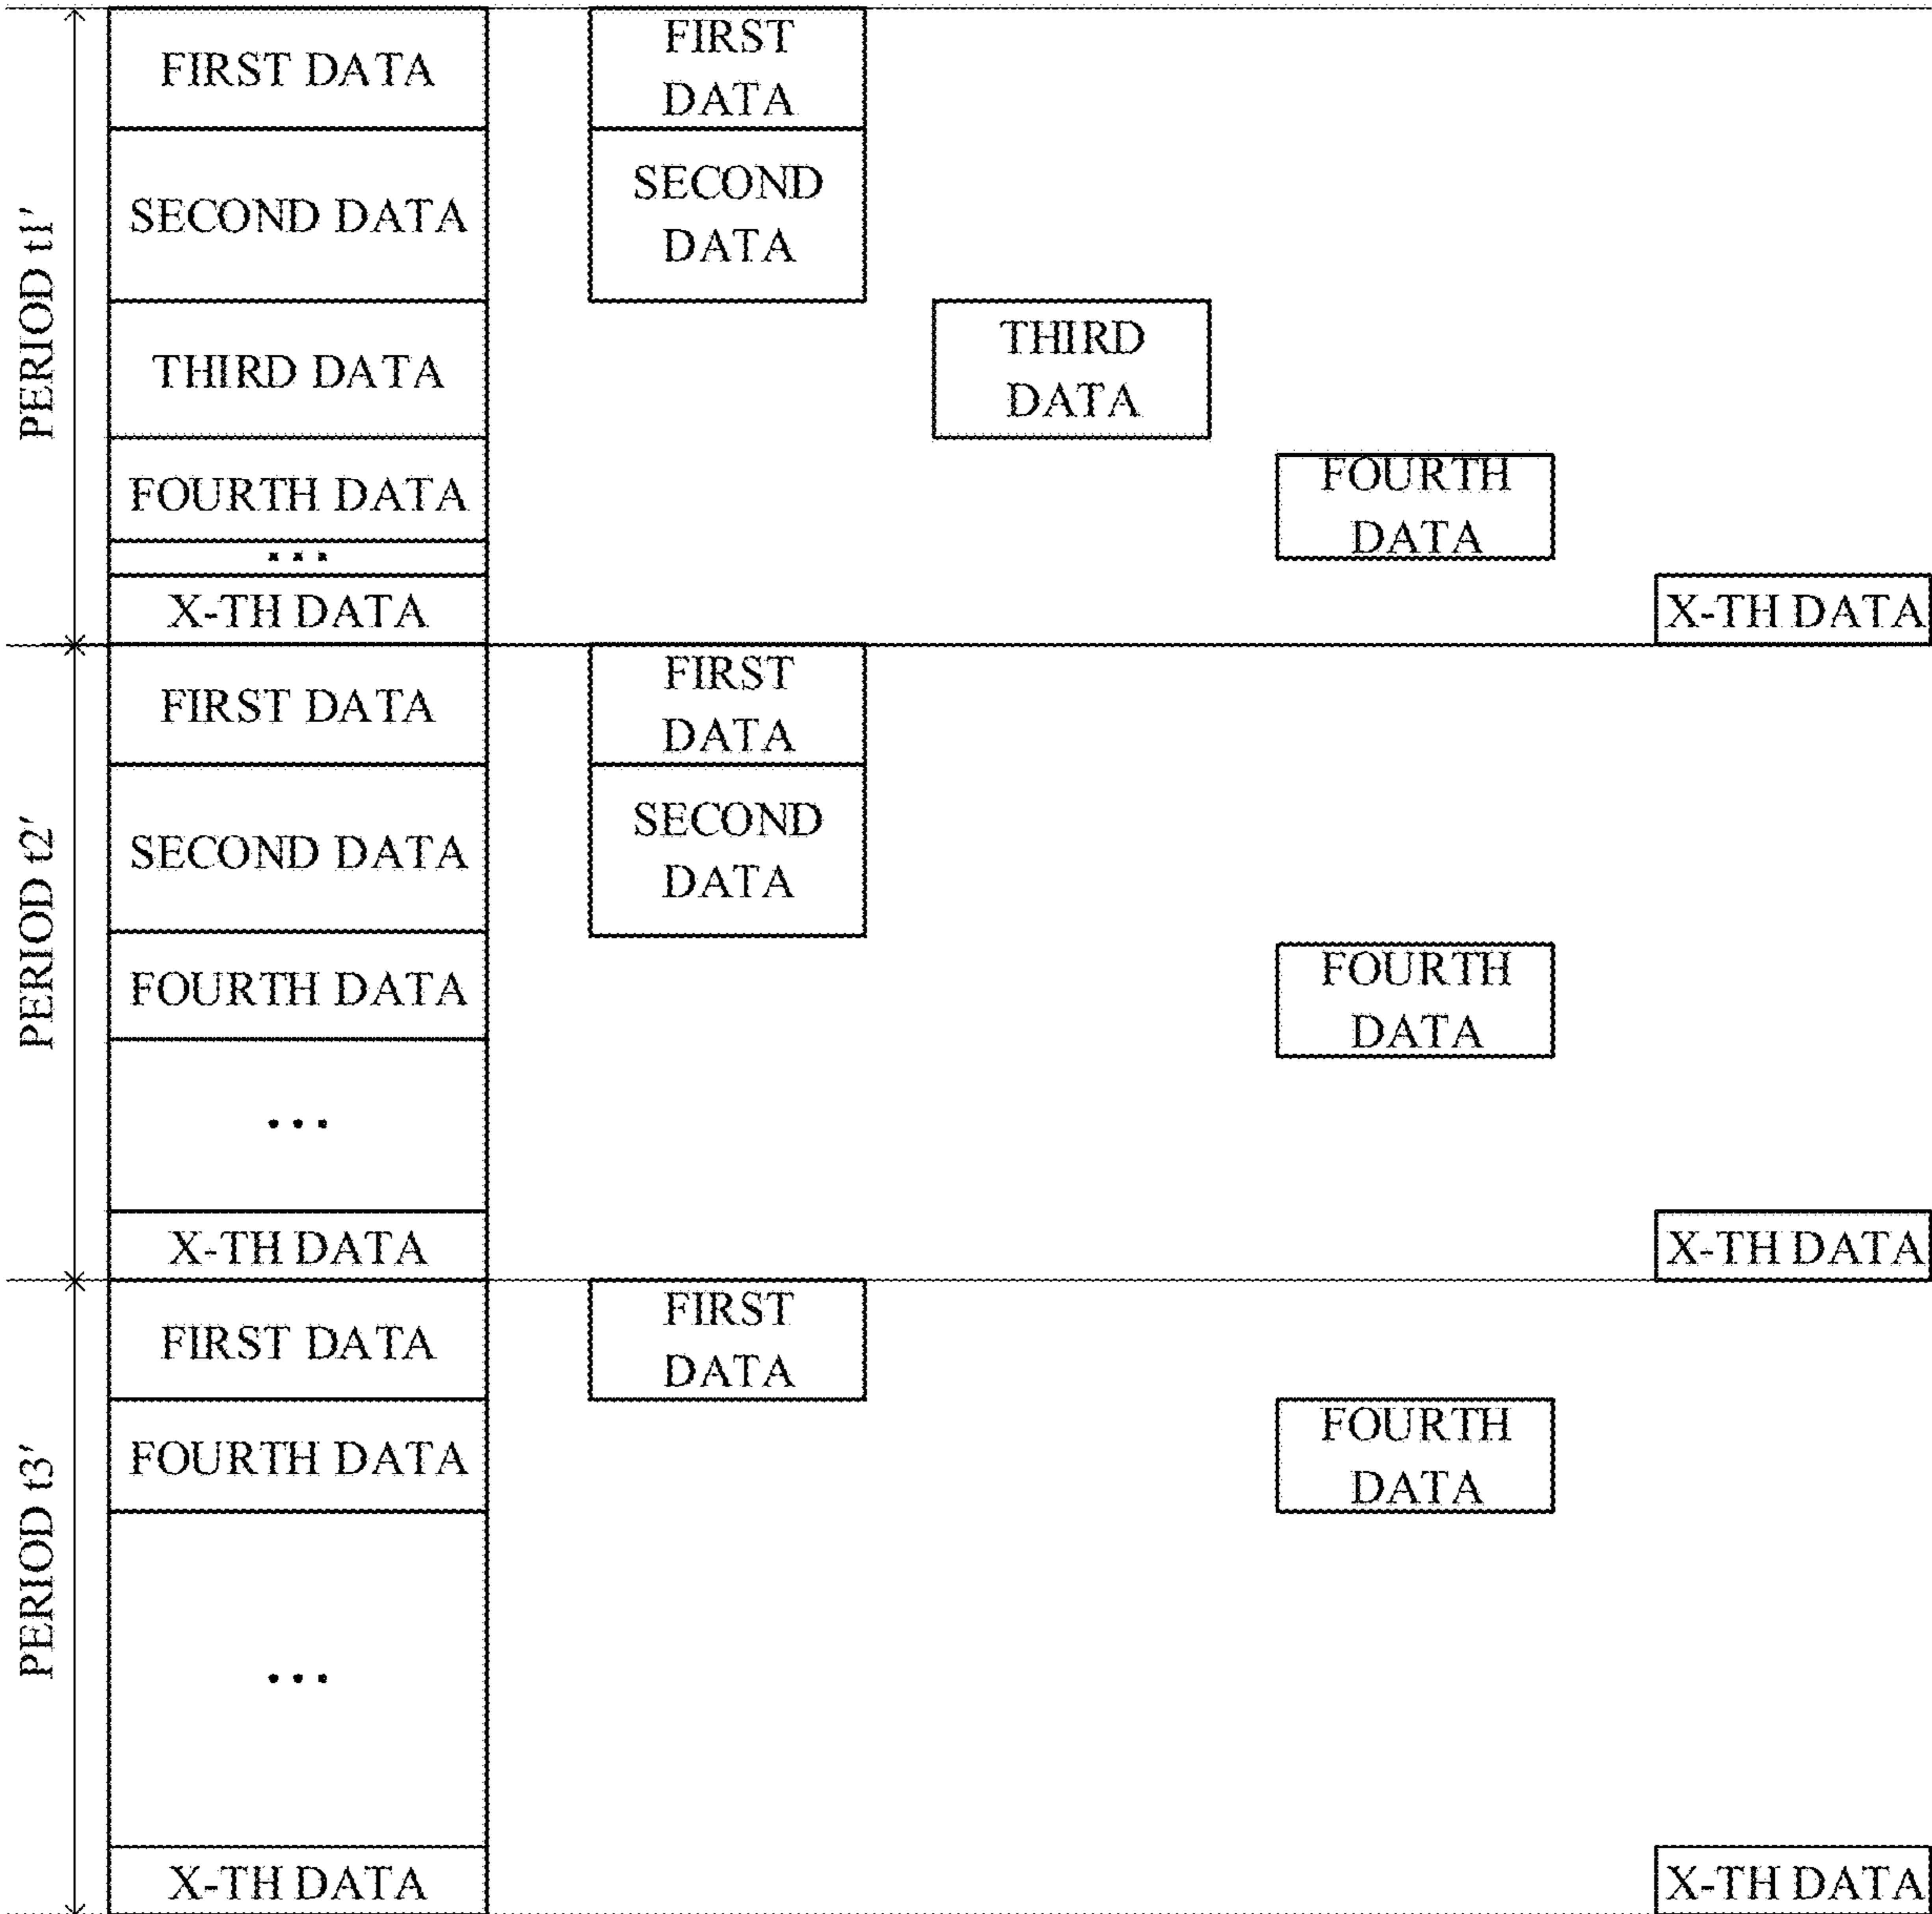 PERIOD t1'
FIRST DATA
SECOND DATA
THIRD DATA
FOURTH DATA
...
X-TH DATA
FIRST
DATA
SECOND
DATA
THIRD
DATA
FOURTH
DATA
X-TH DATA
PERIOD t2'
FIRST DATA
SECOND DATA
FOURTH DATA
...
X-TH DATA
FIRST
DATA
SECOND
DATA
FOURTH
DATA
X-TH DATA
PERIOD t3'
FIRST DATA
FOURTH DATA
...
X-TH DATA
FIRST
DATA
FOURTH
DATA
X-TH DATA